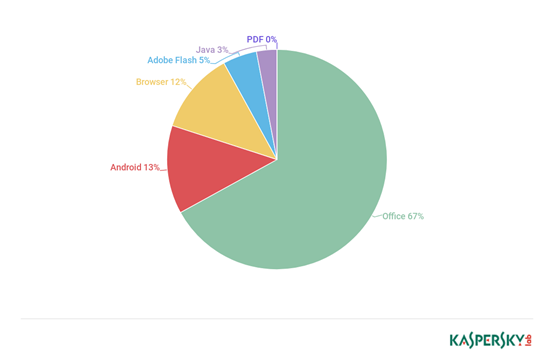 PDF 0%
Java 3%
Adobe Flash 5%
Browser 12%
Android 13%
Office 67%
KASPERSKY lab